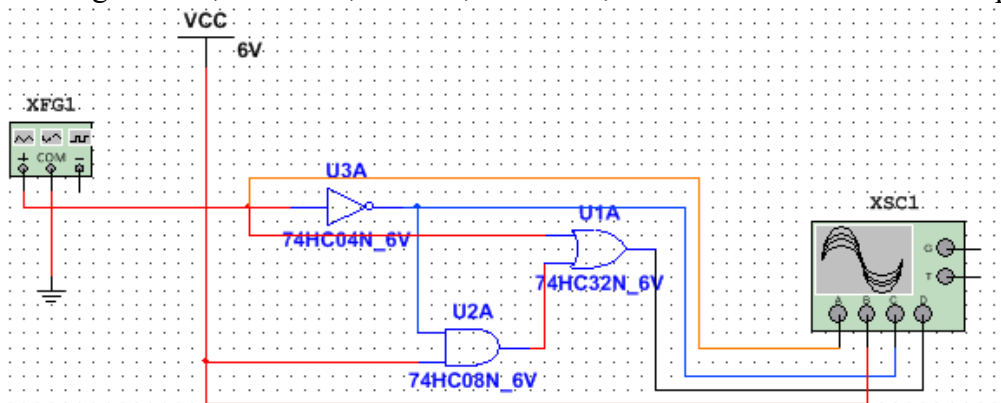 VCC
6V
XFG1
+ COM −
U3A
74HC04N_6V
U1A
74HC32N_6V
U2A
74HC08N_6V
XSC1
G
T
A B C D